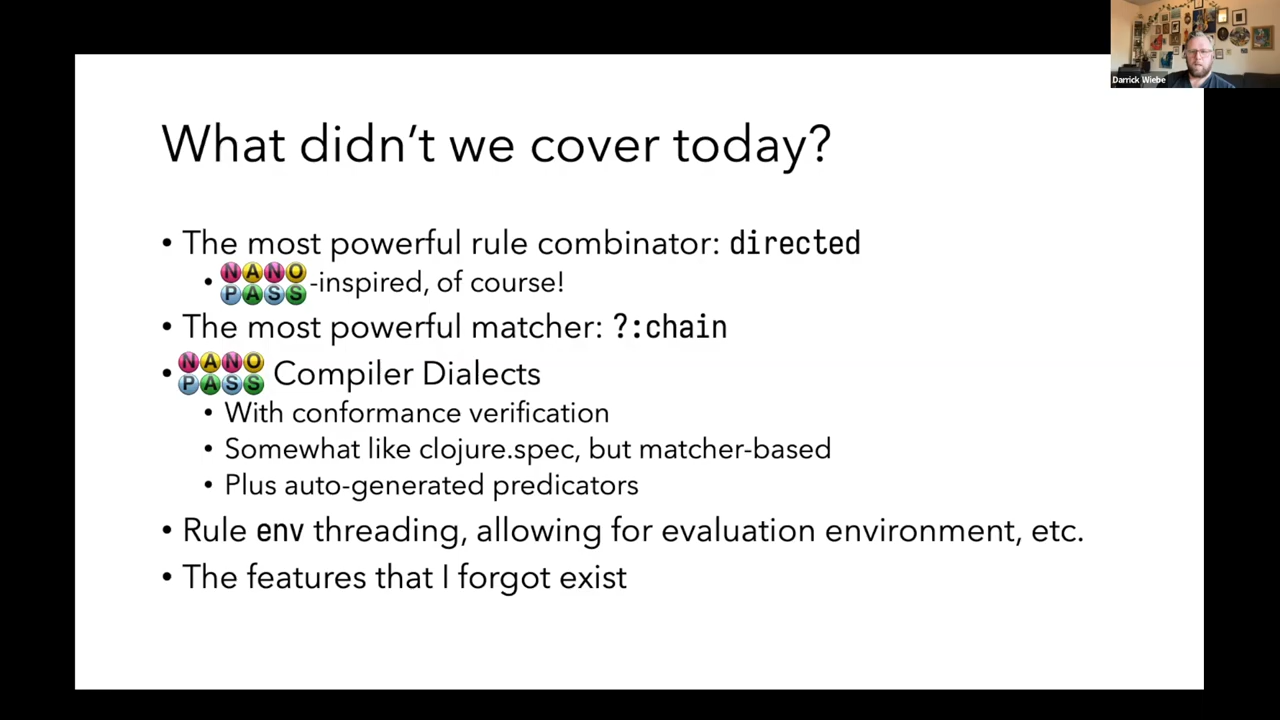 Darrick Wiebe
What didn’t we cover today?
• The most powerful rule combinator: directed
• NANO PASS-inspired, of course!
• The most powerful matcher: ?:chain
• NANO PASS Compiler Dialects
• With conformance verification
• Somewhat like clojure.spec, but matcher-based
• Plus auto-generated predicators
• Rule env threading, allowing for evaluation environment, etc.
• The features that I forgot exist